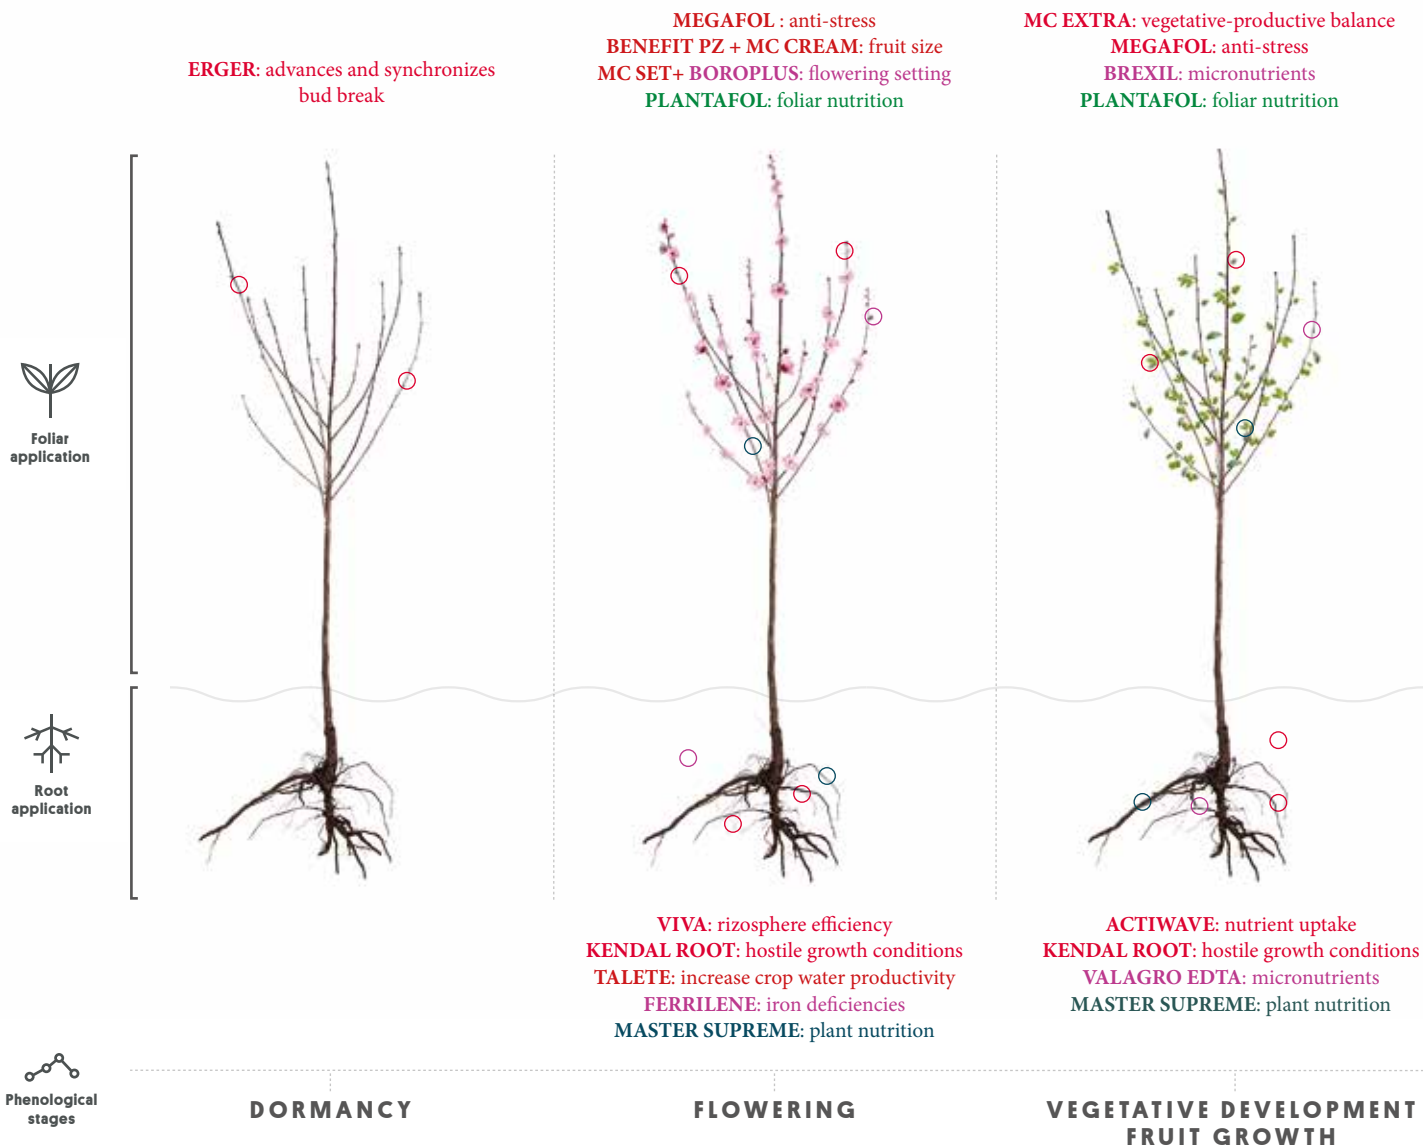 ERGER: advances and synchronizes
bud break
MEGAFOL : anti-stress
BENEFIT PZ + MC CREAM: fruit size
MC SET+ BOROPLUS: flowering setting
PLANTAFOL: foliar nutrition
MC EXTRA: vegetative-productive balance
MEGAFOL: anti-stress
BREXIL: micronutrients
PLANTAFOL: foliar nutrition
Foliar
application
Root
application
VIVA: rizosphere efficiency
KENDAL ROOT: hostile growth conditions
TALETE: increase crop water productivity
FERRILENE: iron deficiencies
MASTER SUPREME: plant nutrition
ACTIWAVE: nutrient uptake
KENDAL ROOT: hostile growth conditions
VALAGRO EDTA: micronutrients
MASTER SUPREME: plant nutrition
Phenological
stages
DORMANCY
FLOWERING
VEGETATIVE DEVELOPMENT
FRUIT GROWTH